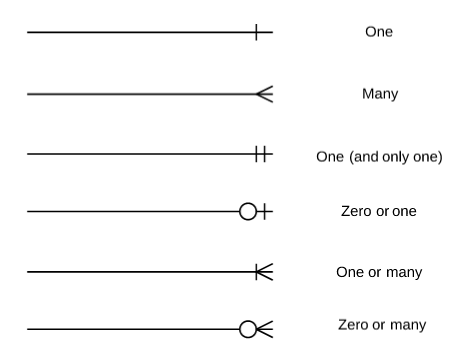 One
Many
One (and only one)
Zero or one
One or many
Zero or many